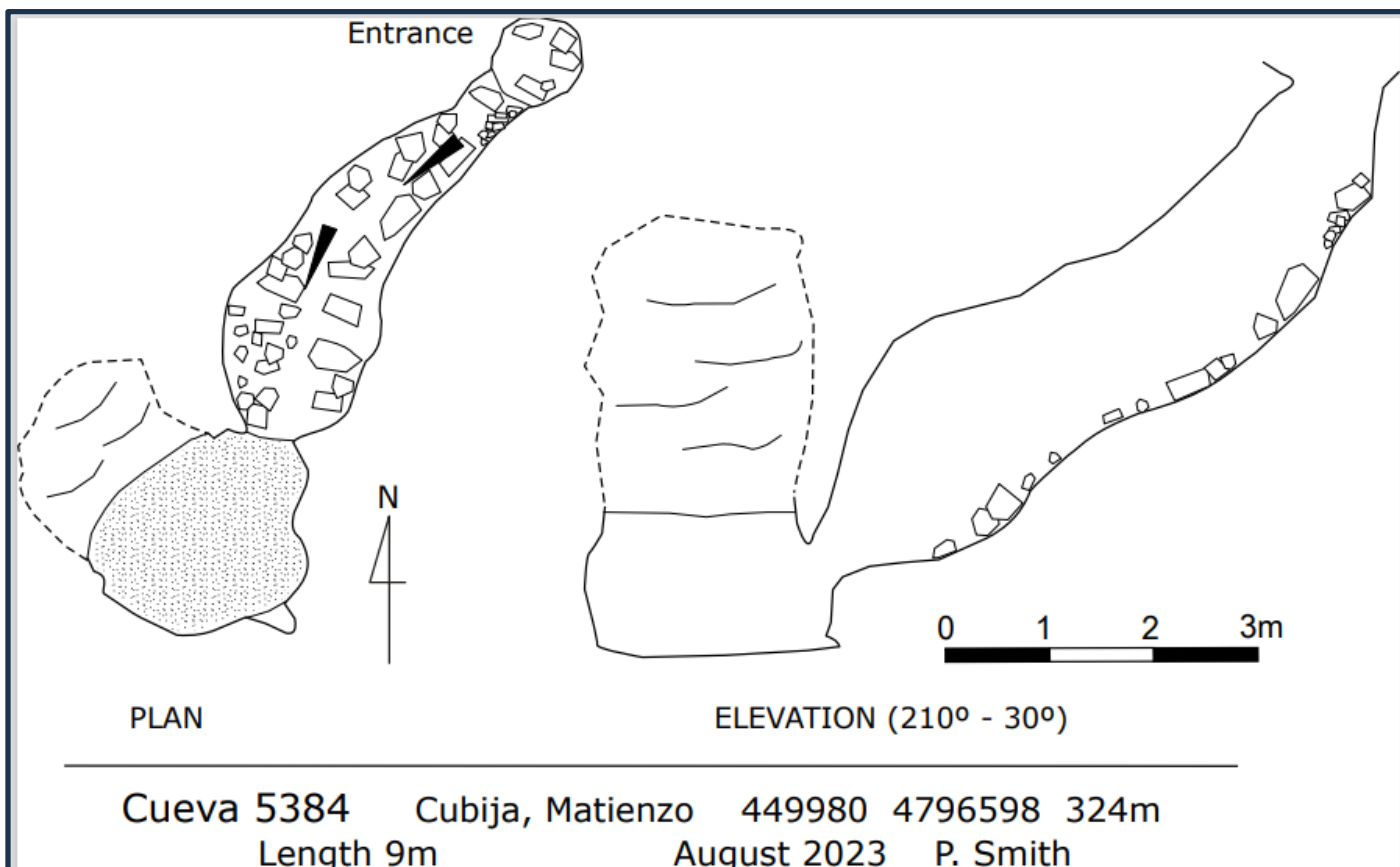 Entrance
N
0 1 2 3m
PLAN
ELEVATION (210º - 30º)
Cueva 5384 Cubija, Matienzo 449980 4796598 324m
Length 9m August 2023 P. Smith